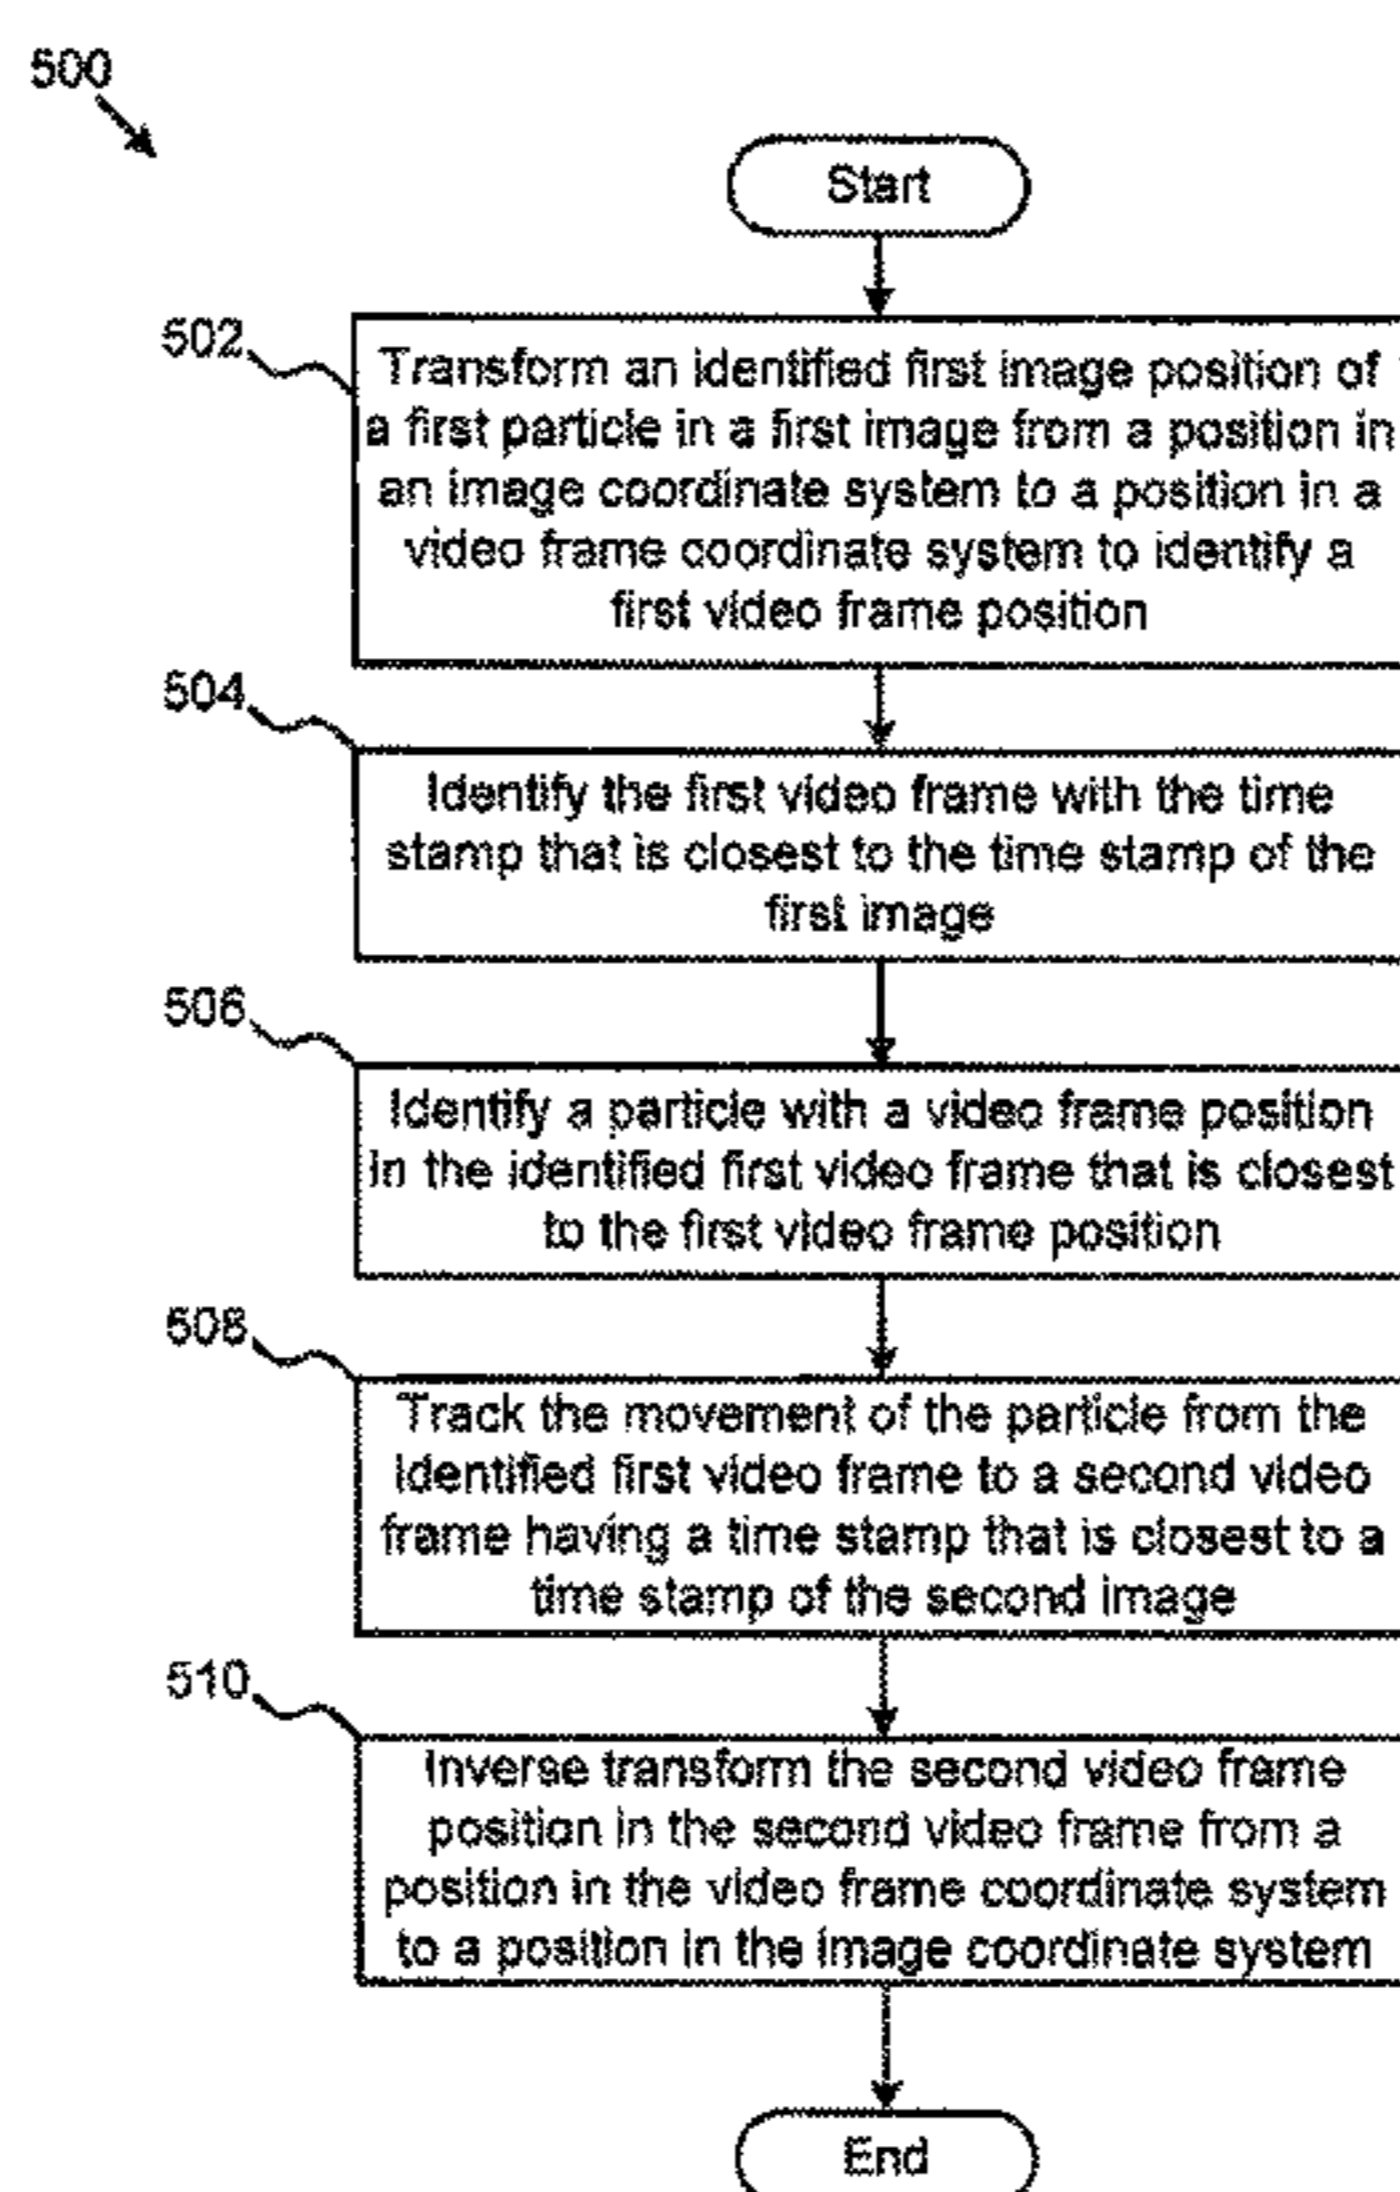 500
Start
502
Transform an identified first image position of
a first particle in a first image from a position in
an image coordinate system to a position in a
video frame coordinate system to identify a
first video frame position
504
Identify the first video frame with the time
stamp that is closest to the time stamp of the
first image
506
Identify a particle with a video frame position
in the identified first video frame that is closest
to the first video frame position
508
Track the movement of the particle from the
identified first video frame to a second video
frame having a time stamp that is closest to a
time stamp of the second image
510
Inverse transform the second video frame
position in the second video frame from a
position in the video frame coordinate system
to a position in the image coordinate system
End